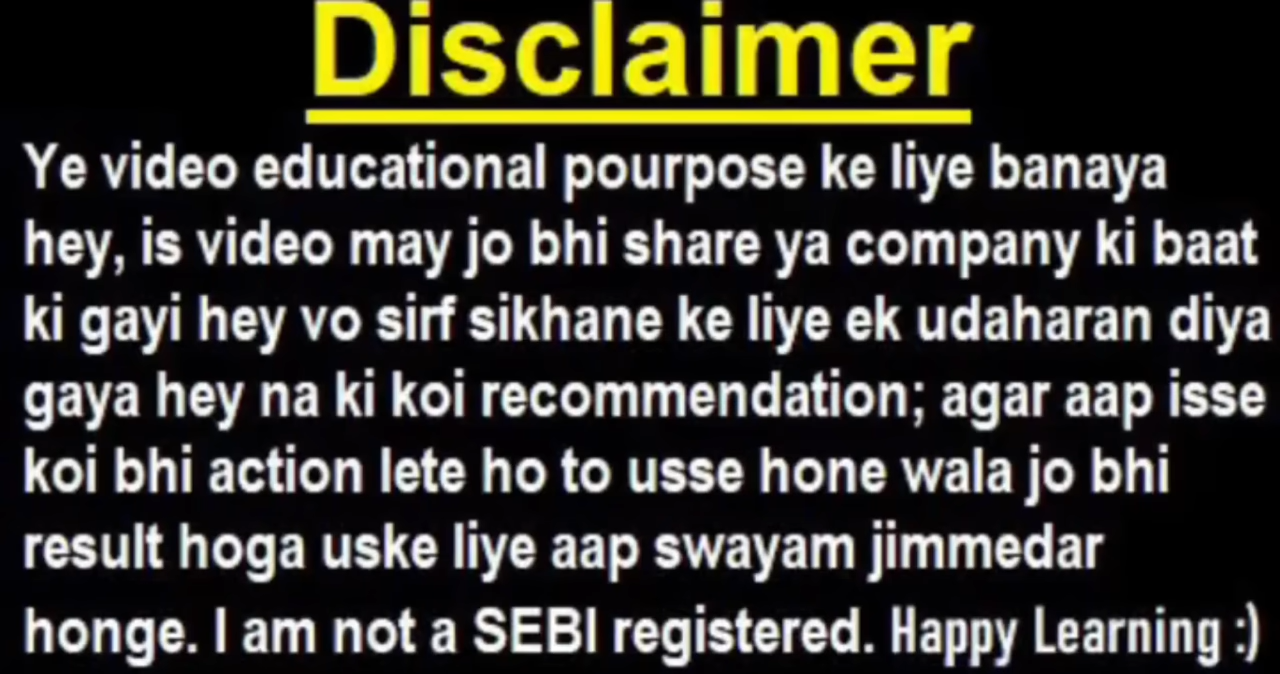 Disclaimer
Ye video educational pourpose ke liye banaya
hey, is video may jo bhi share ya company ki baat
ki gayi hey vo sirf sikhane ke liye ek udaharan diya
gaya hey na ki koi recommendation; agar aap isse
koi bhi action lete ho to usse hone wala jo bhi
result hoga uske liye aap swayam jimmedar
honge. I am not a SEBI registered. Happy Learning :)